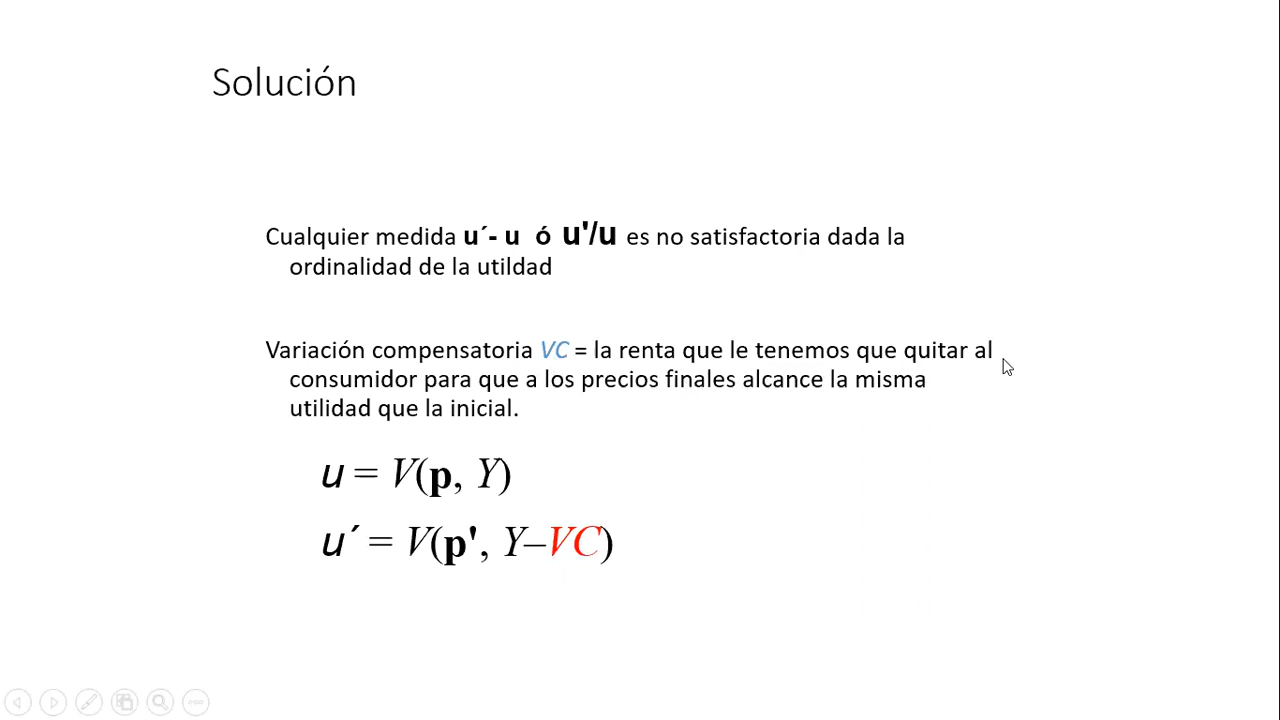 Solución
Cualquier medida u´- u ó u'/u es no satisfactoria dada la
ordinalidad de la utildad
Variación compensatoria VC = la renta que le tenemos que quitar al
consumidor para que a los precios finales alcance la misma
utilidad que la inicial.
u = V(p, Y)
u´ = V(p', Y–VC)